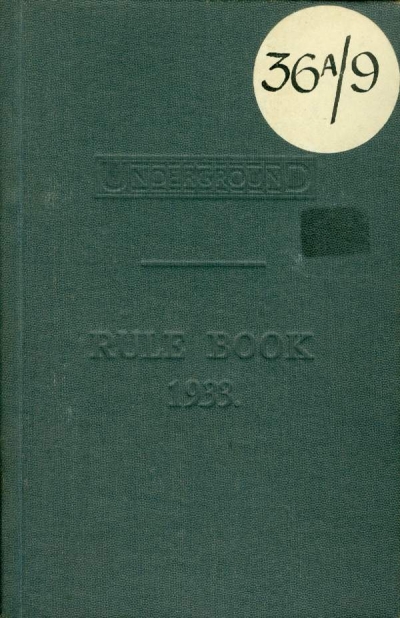 36A/9
UNDERGROUND
RULE BOOK
1933.